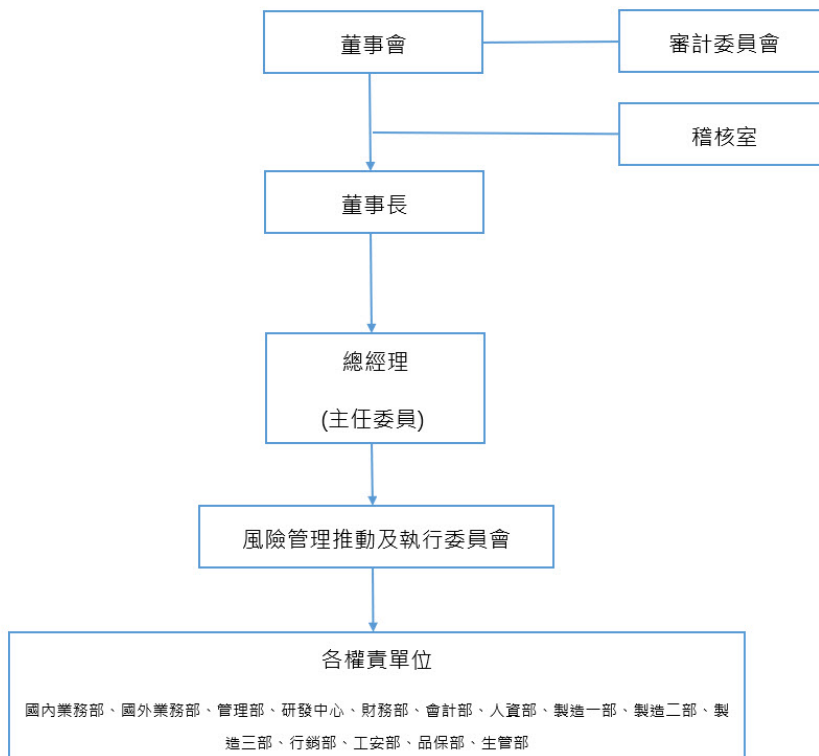 董事會
審計委員會
稽核室
董事長
總經理
(主任委員)
風險管理推動及執行委員會
各權責單位
國內業務部、國外業務部、管理部、研發中心、財務部、會計部、人資部、製造一部、製造二部、製
造三部、行銷部、工安部、品保部、生管部